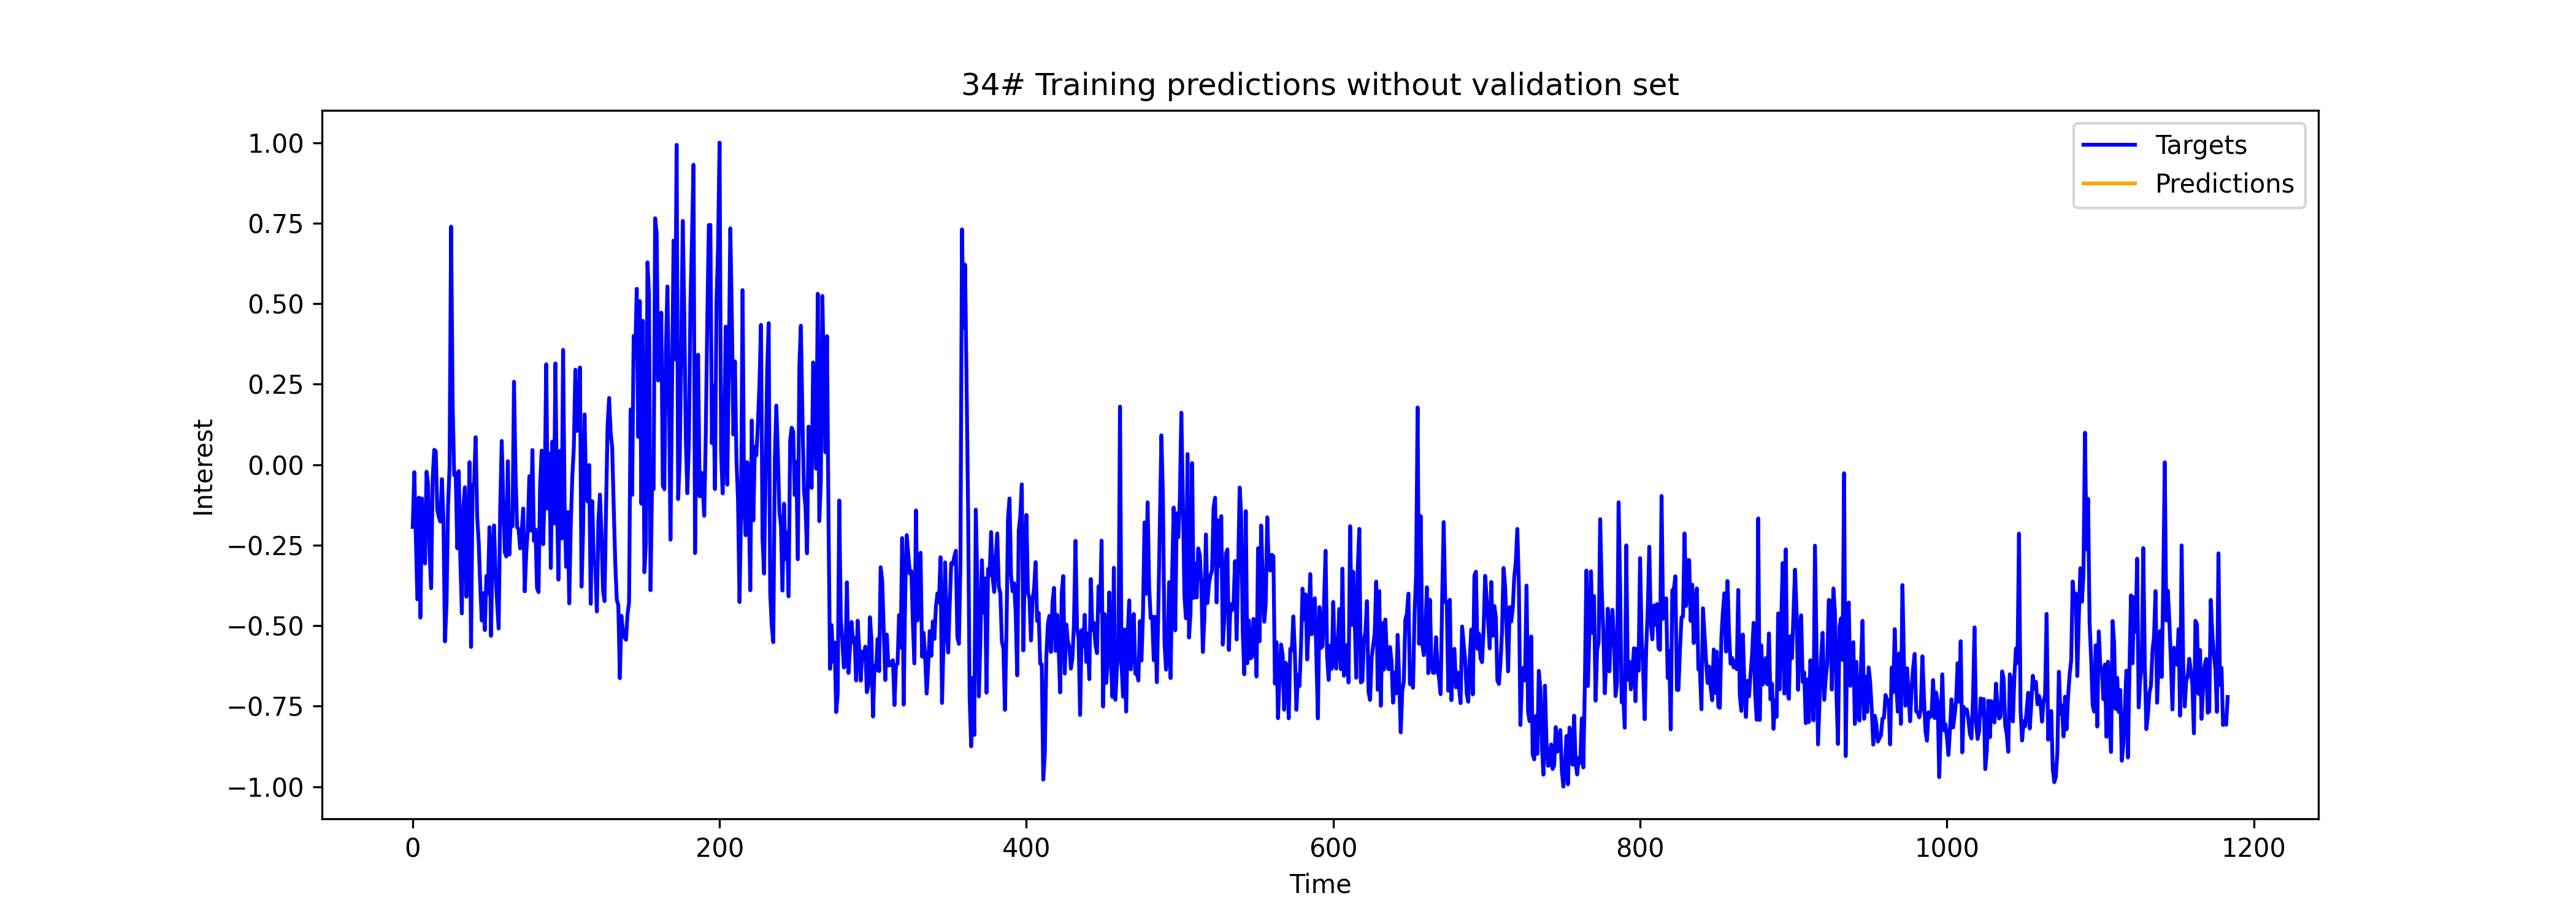 34# Training predictions without validation set
Targets
Predictions
1.00
0.75
0.50
0.25
0.00
−0.25
−0.50
−0.75
−1.00
Interest
0 200 400 600 800 1000 1200
Time